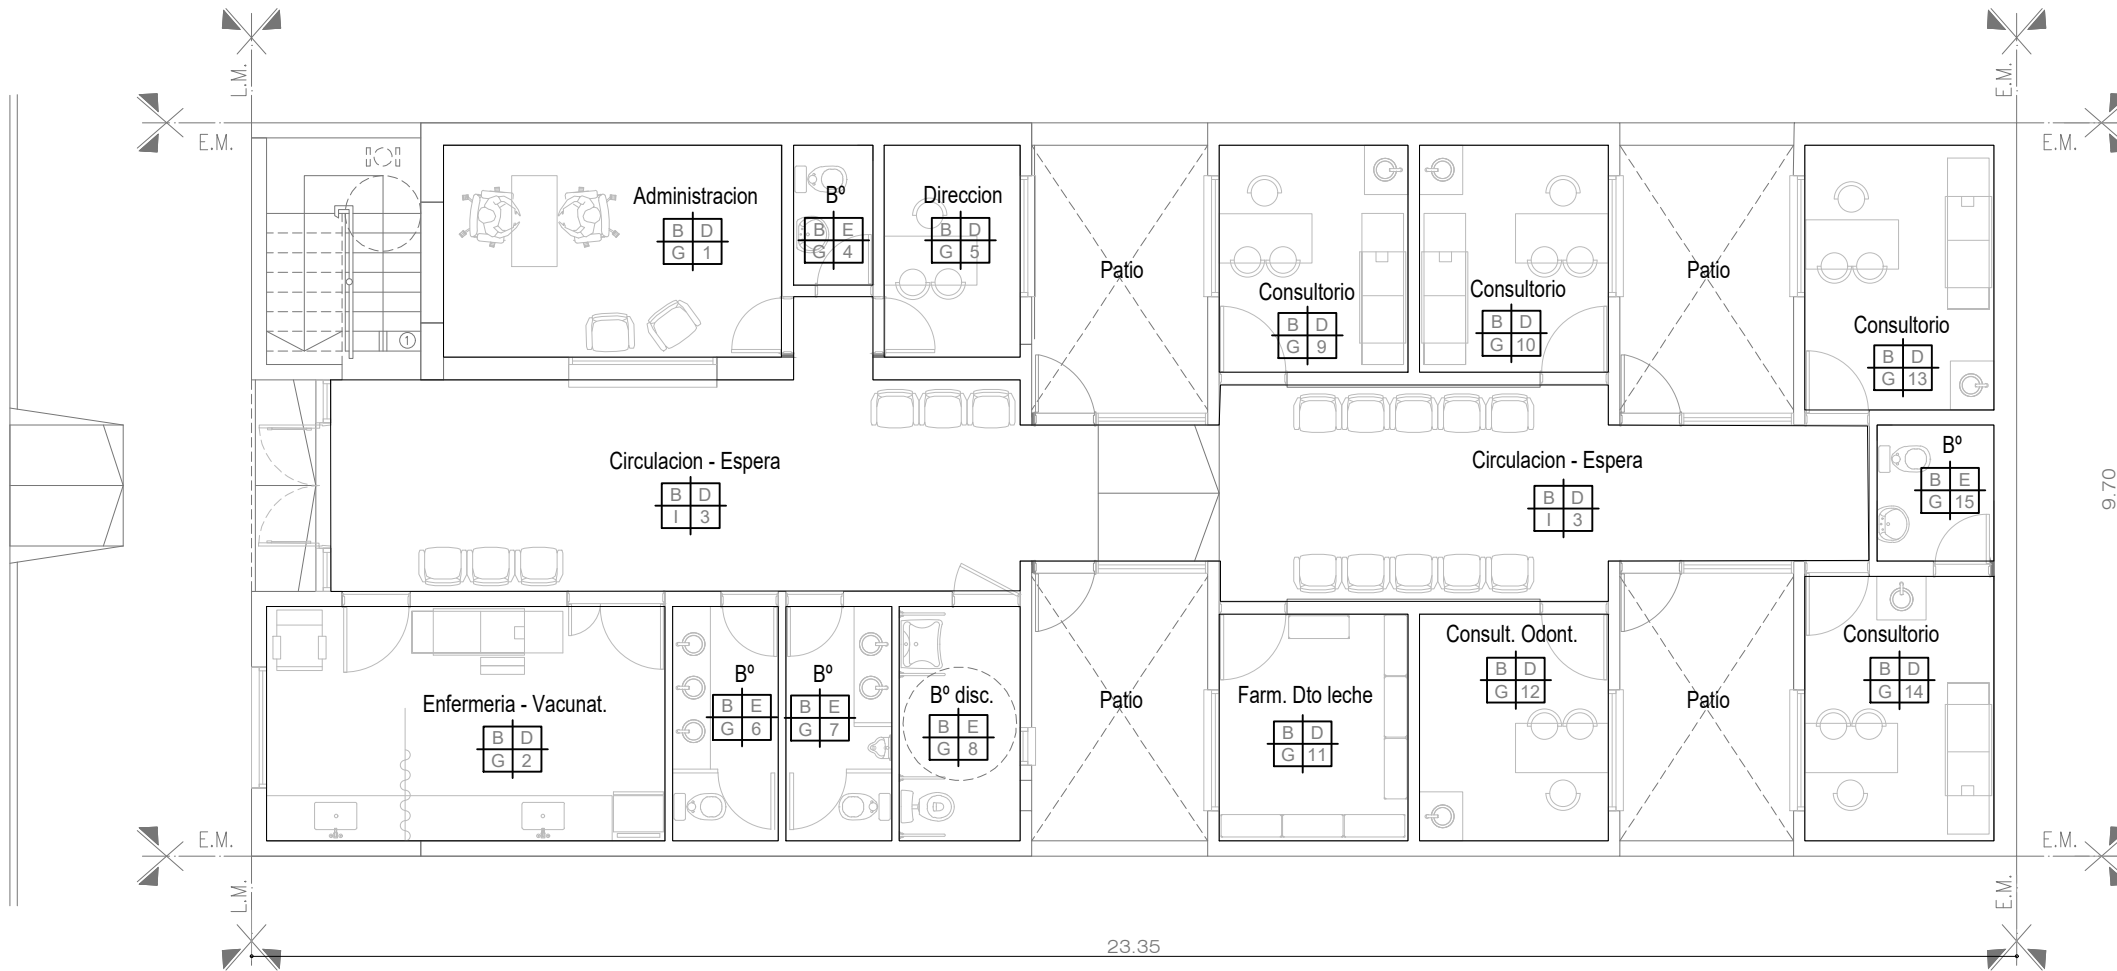 L.M.
E.M.
E.M.
E.M.
Administracion
B D
G 1
Bº
B E
G 4
Direccion
B D
G 5
Patio
Consultorio
B D
G 9
Consultorio
B D
G 10
Patio
Consultorio
B D
G 13
1
Circulacion - Espera
B D
I 3
Circulacion - Espera
B D
I 3
Bº
B E
G 15
9.70
Enfermeria - Vacunat.
B D
G 2
Bº
B E
G 6
Bº
B E
G 7
Bº disc.
B E
G 8
Patio
Farm. Dto leche
B D
G 11
Consult. Odont.
B D
G 12
Patio
Consultorio
B D
G 14
E.M.
E.M.
L.M.
E.M.
23.35